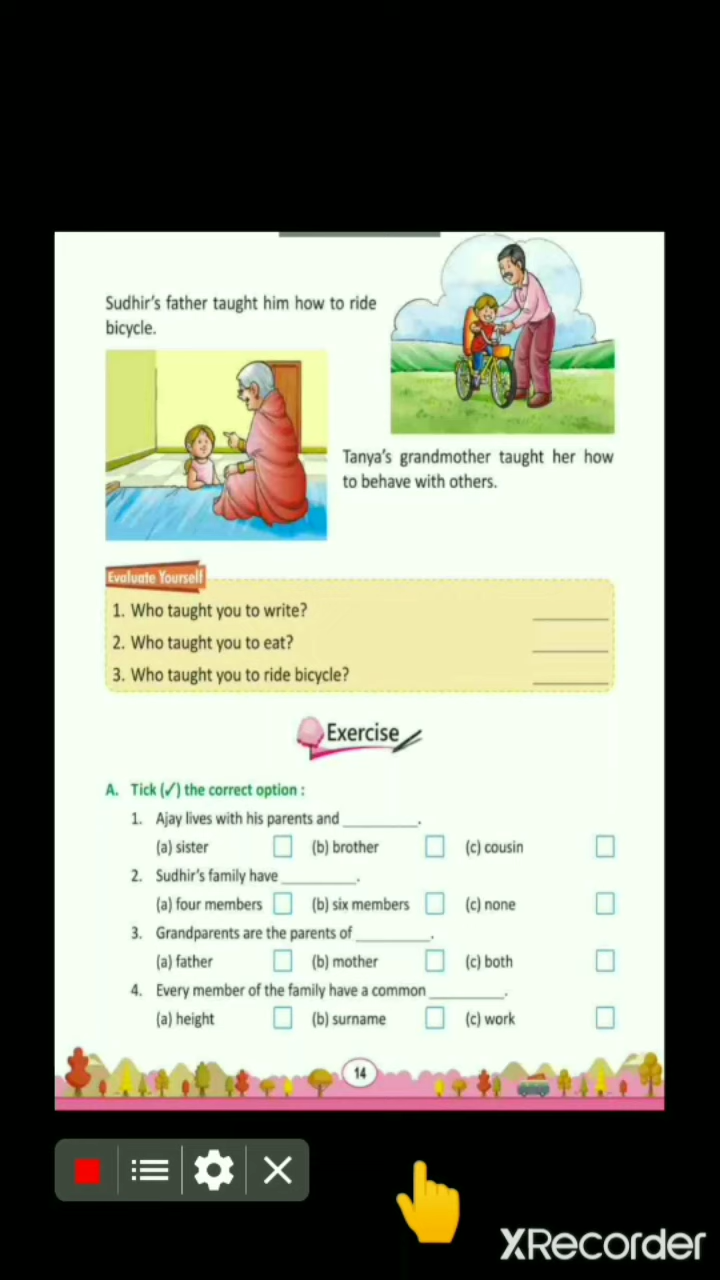 Sudhir's father taught him how to ride
bicycle.
Tanya's grandmother taught her how
to behave with others.
Evaluate Yourself
1. Who taught you to write? ________
2. Who taught you to eat? ________
3. Who taught you to ride bicycle? ________
Exercise
A. Tick (✓) the correct option :
1. Ajay lives with his parents and ________.
(a) sister (b) brother (c) cousin
2. Sudhir's family have ________.
(a) four members (b) six members (c) none
3. Grandparents are the parents of ________.
(a) father (b) mother (c) both
4. Every member of the family have a common ________.
(a) height (b) surname (c) work
14
XRecorder